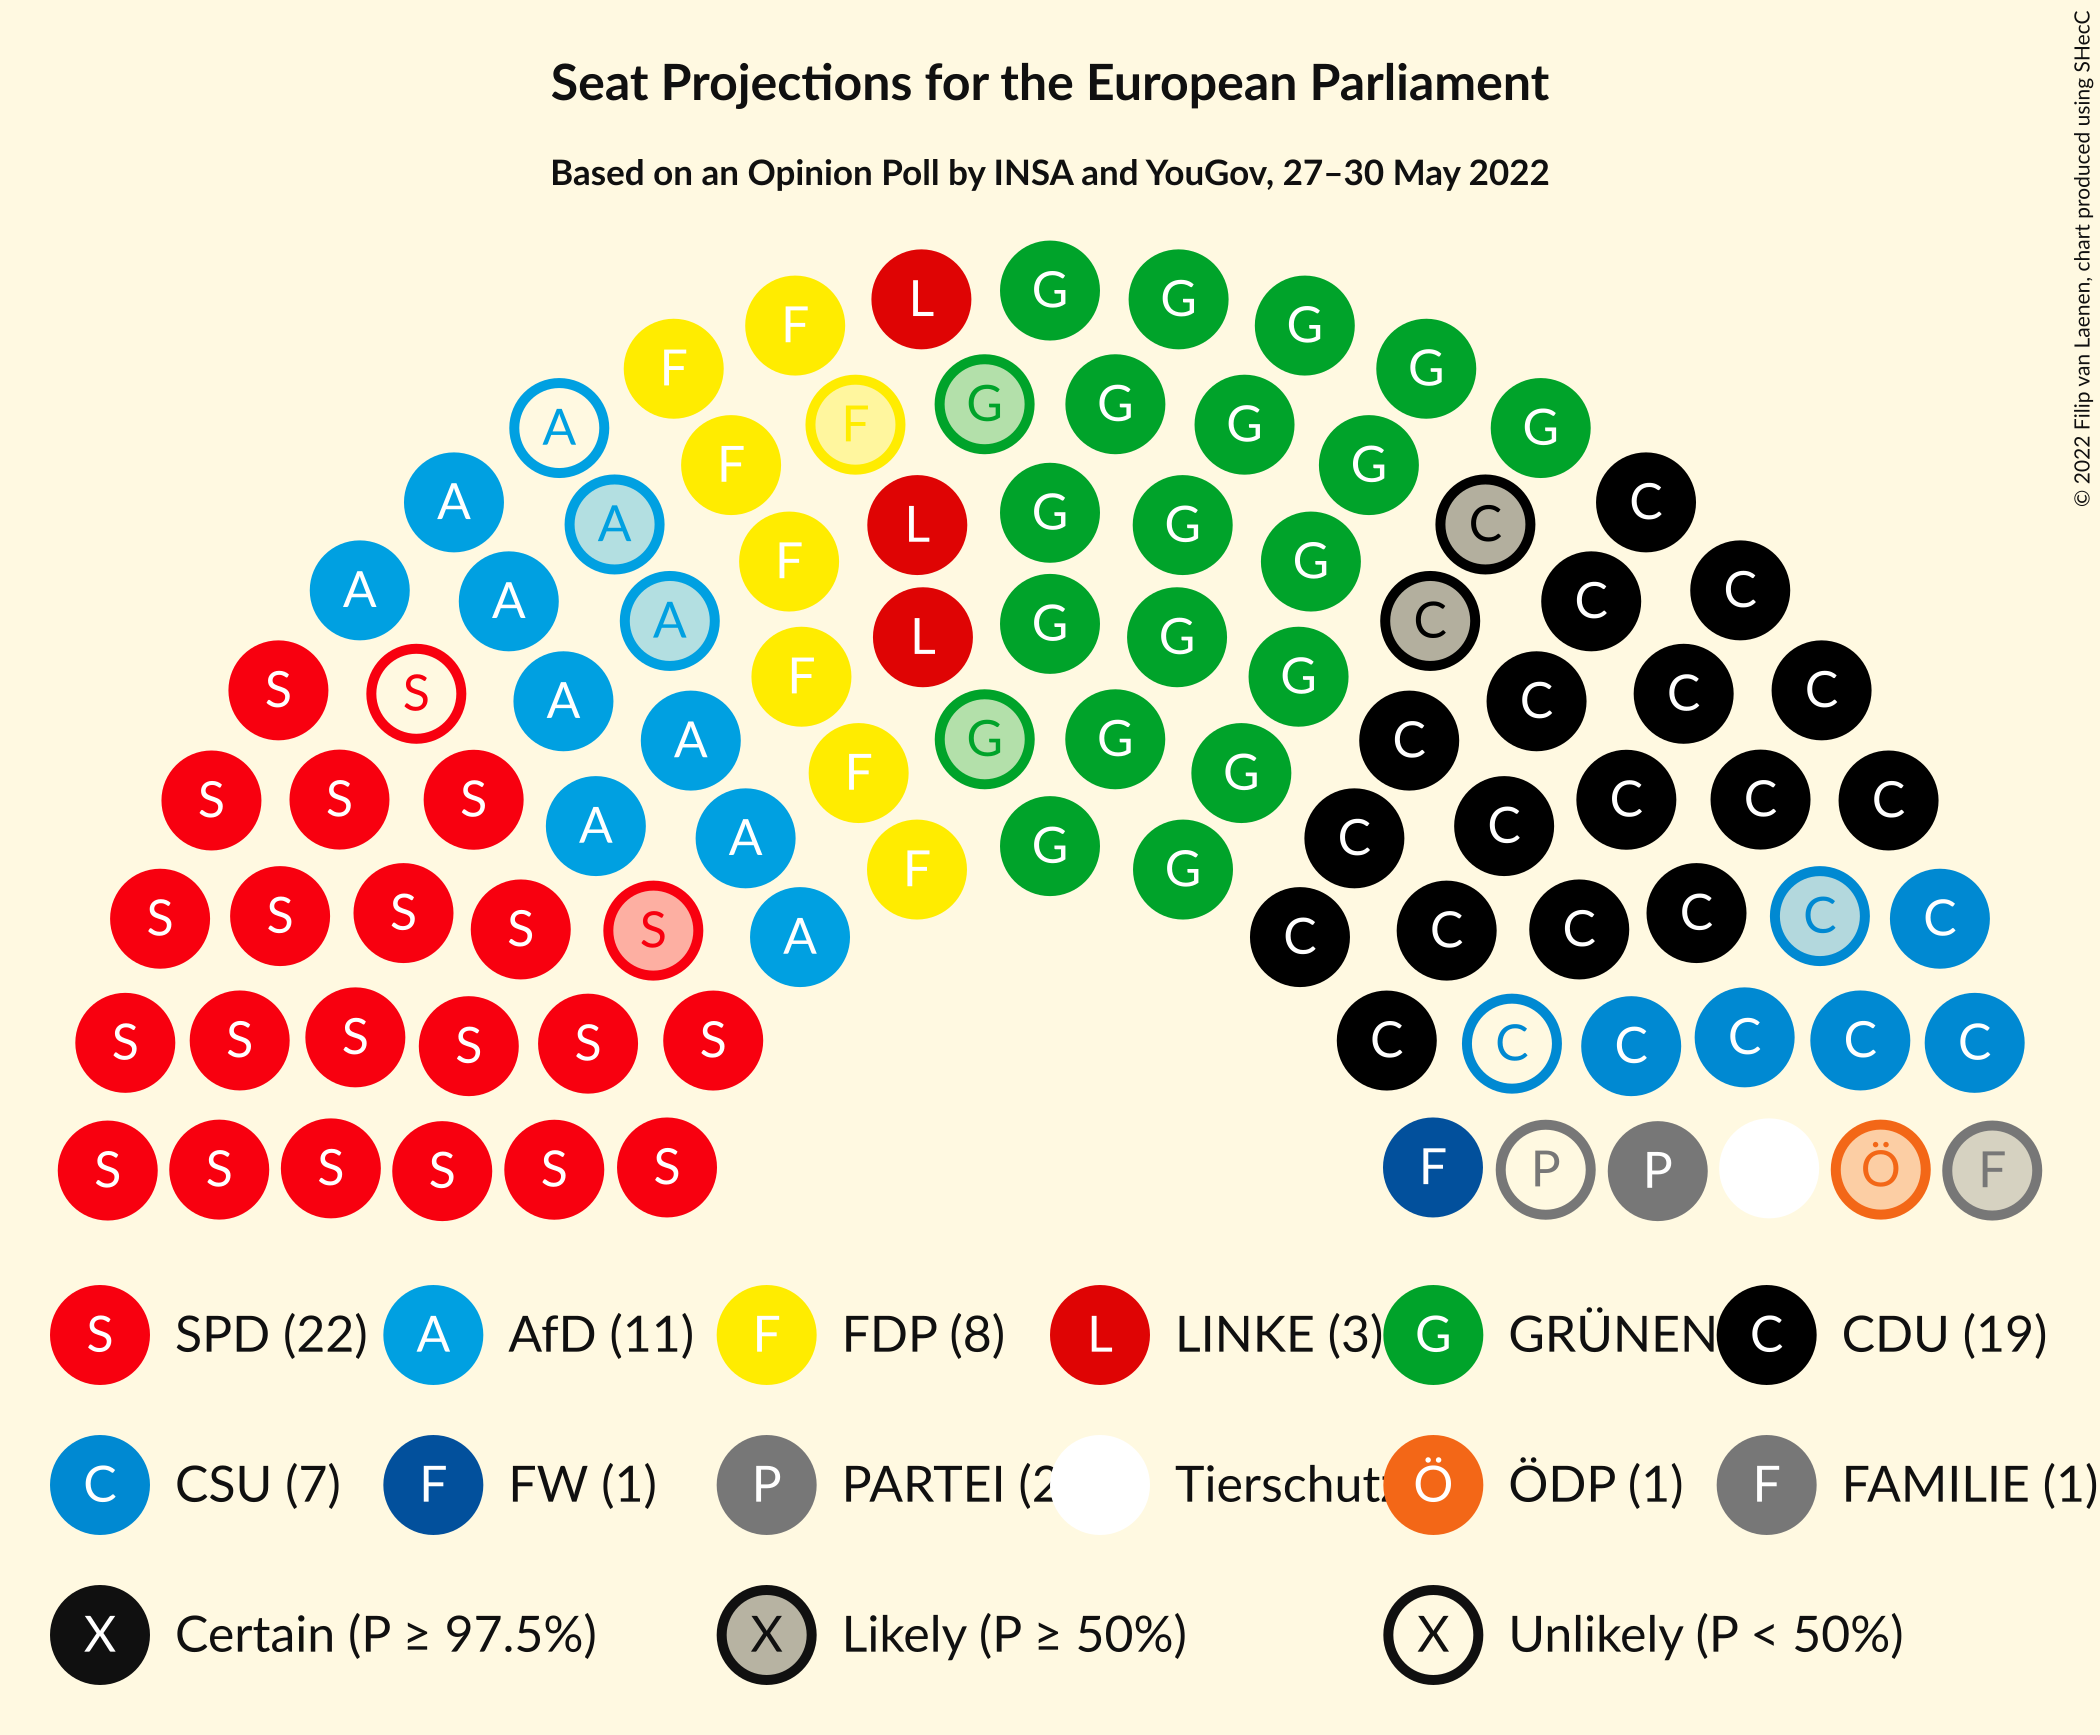 Seat Projections for the European Parliament
Based on an Opinion Poll by INSA and YouGov, 27–30 May 2022
© 2022 Filip van Laenen, chart produced using SHecC
L G G G
F G
F F G G G G
A F G G
A A L G G C C
A F G
A A L G G C C C
S S A F G C C C
A G G C
S S S A A F G C C C C
F G G C
S S S S S A C C C C C C
S S S S S S C C C C C C
S S S S S S F P P Ö F
S SPD (22) A AfD (11) F FDP (8) L LINKE (3) G GRÜNEN C CDU (19)
C CSU (7) F FW (1) P PARTEI (2 Tierschutz Ö ÖDP (1) F FAMILIE (1)
X Certain (P ≥ 97.5%) X Likely (P ≥ 50%) X Unlikely (P < 50%)